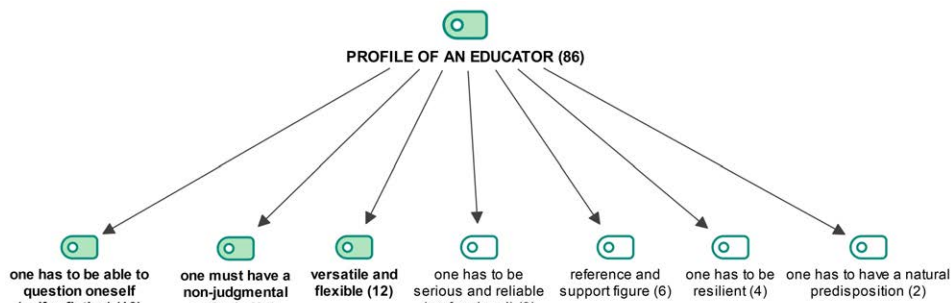 PROFILE OF AN EDUCATOR (86)
one has to be able to question oneself
one must have a non-judgmental
versatile and flexible (12)
one has to be serious and reliable
reference and support figure (6)
one has to be resilient (4)
one has to have a natural predisposition (2)